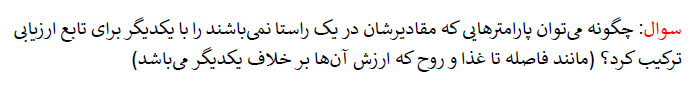 سوال: چگونه می‌توان پارامترهایی که مقادیرشان در یک راستا نمی‌باشند را با یکدیگر برای تابع ارزیابی
ترکیب کرد؟ (مانند فاصله تا غذا و روح که ارزش آن‌ها بر خلاف یکدیگر می‌باشد)